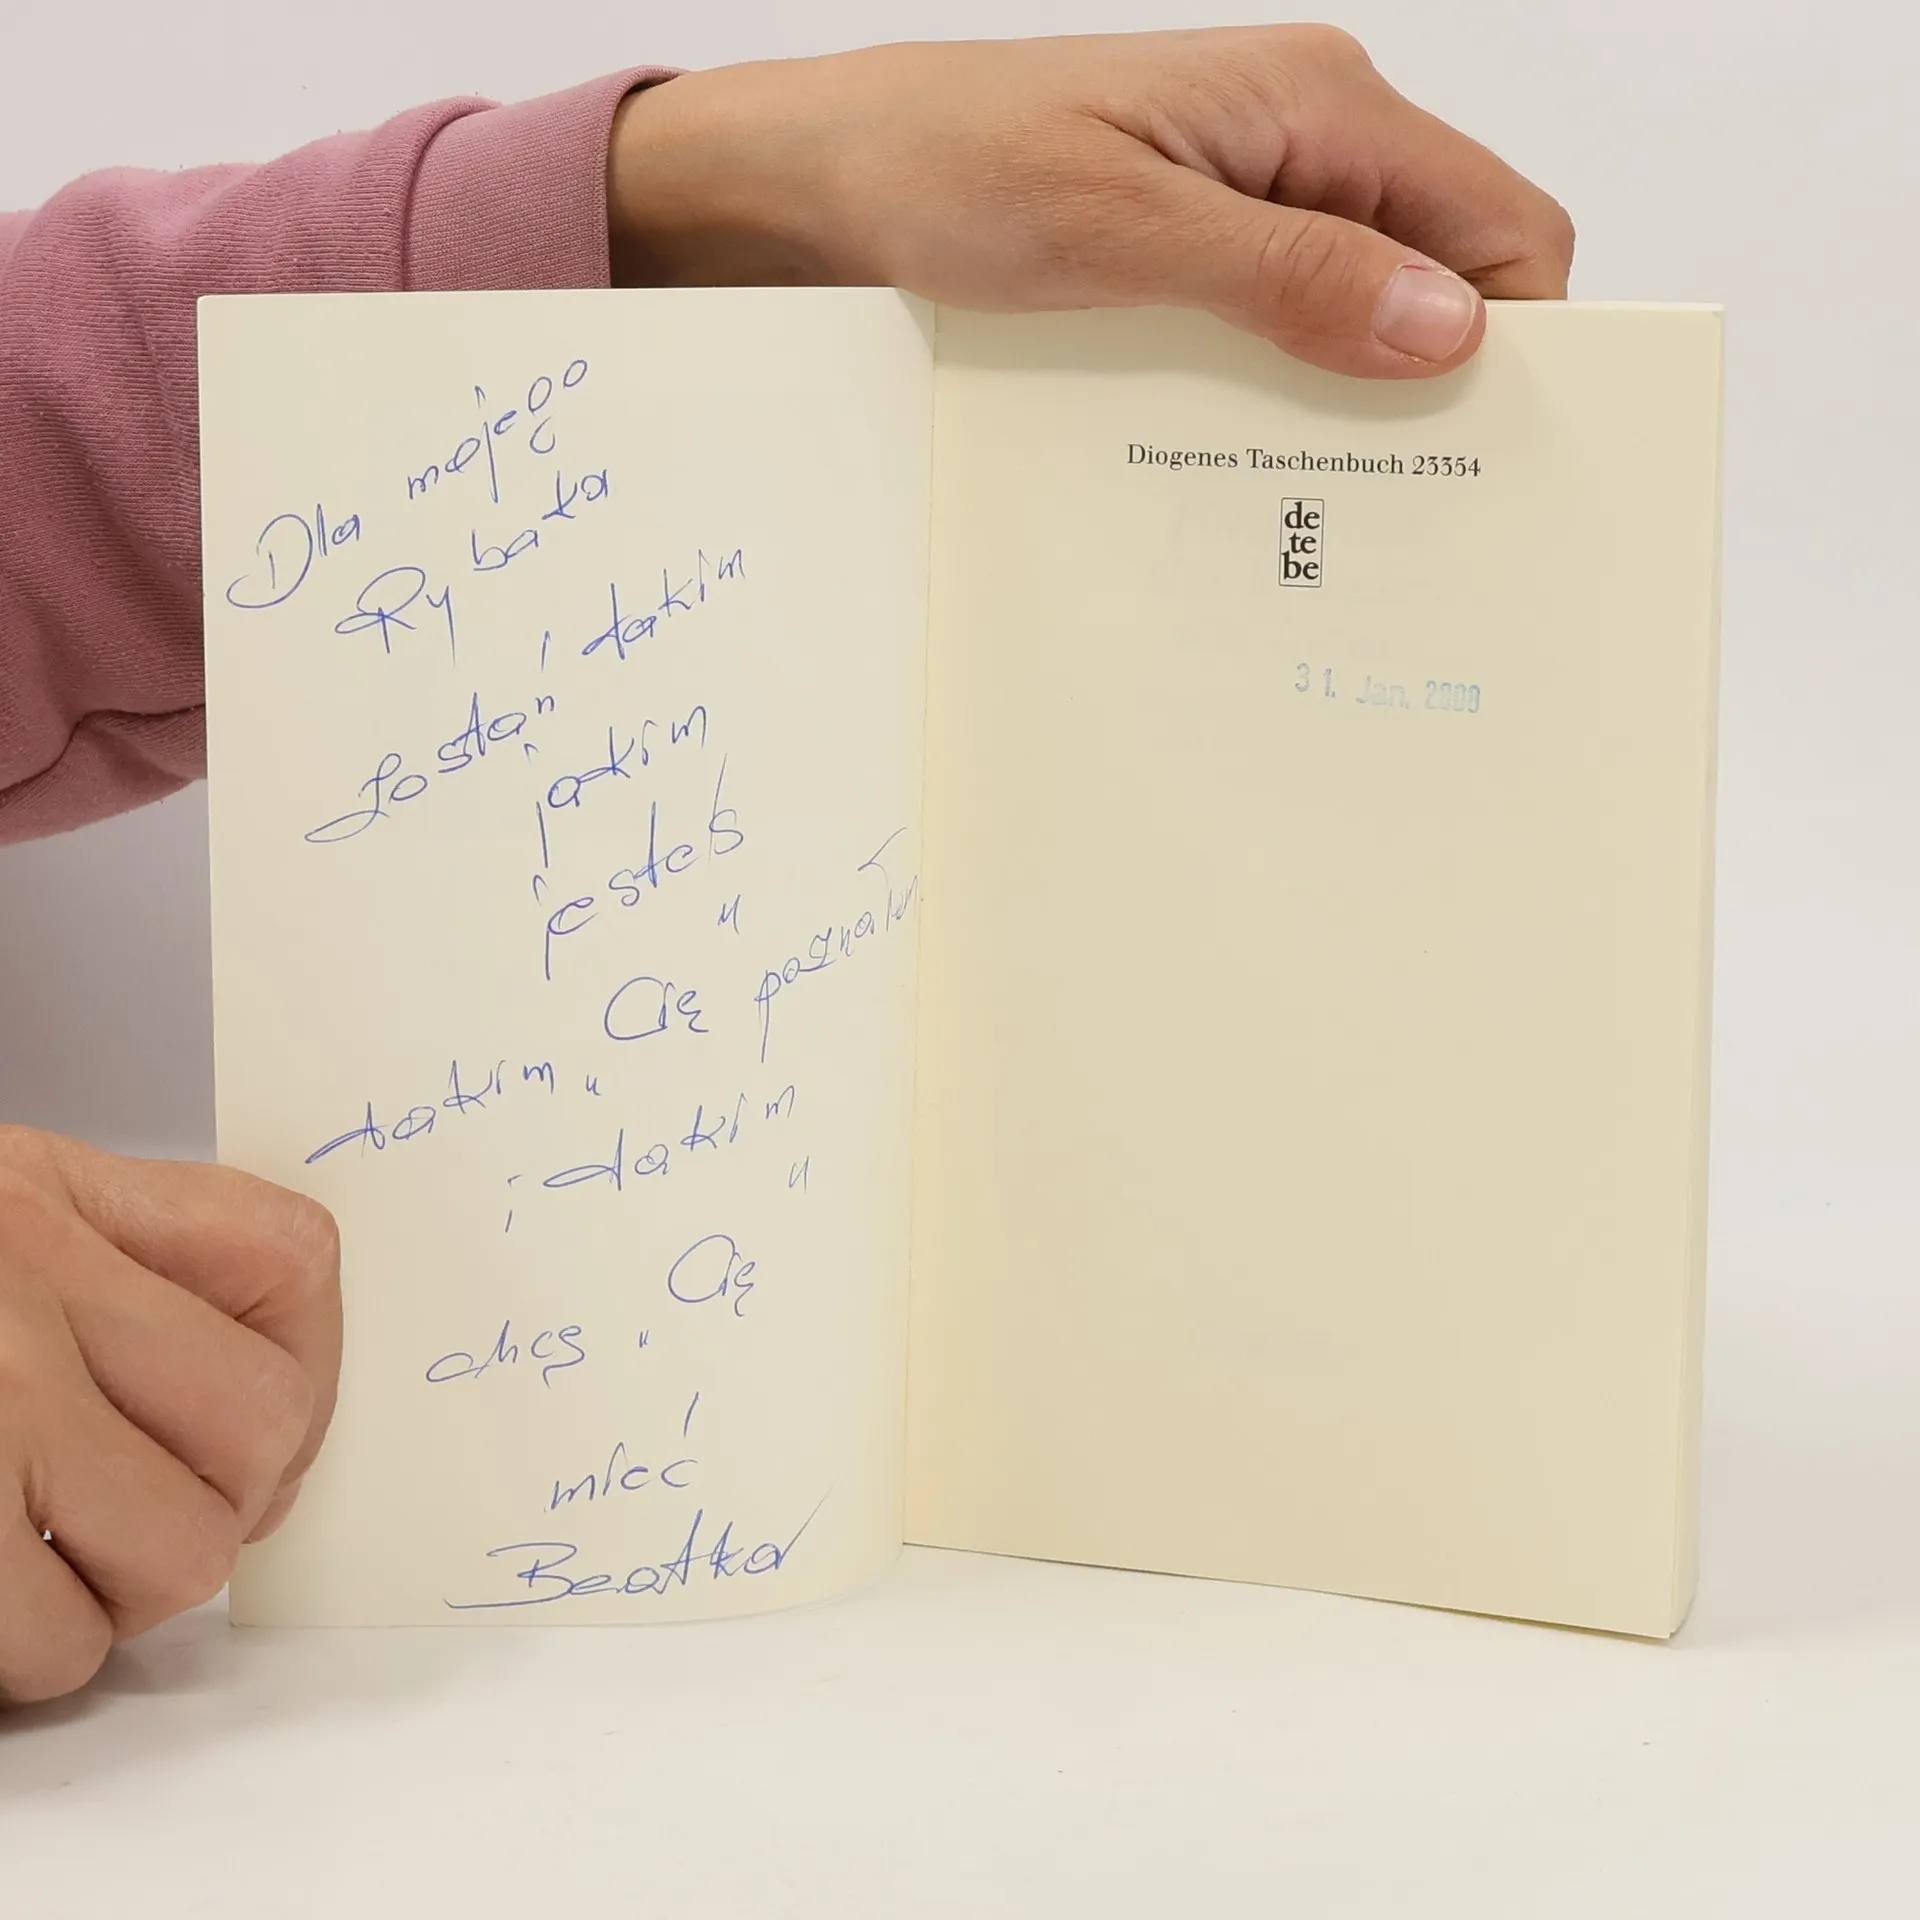 Dla mojego
Rybaka
Zostań takim
jakim
jesteś
takim „Cię" poznałam
i takim
chcę „Cię"
mieć
Beatka
Diogenes Taschenbuch 23354
de
te
be
31. Jan. 2000